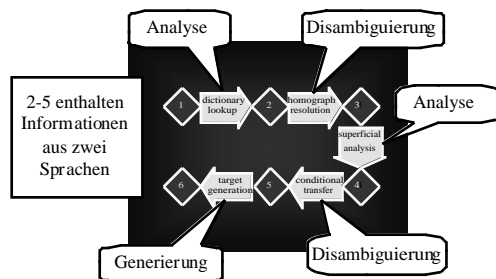 Analyse
Disambiguierung
2-5 enthalten
Informationen
aus zwei
Sprachen
1
dictionary
lookup
2
homograph
resolution
3
Analyse
superficial
analysis
6
target
generation
5
conditional
transfer
4
Generierung
Disambiguierung